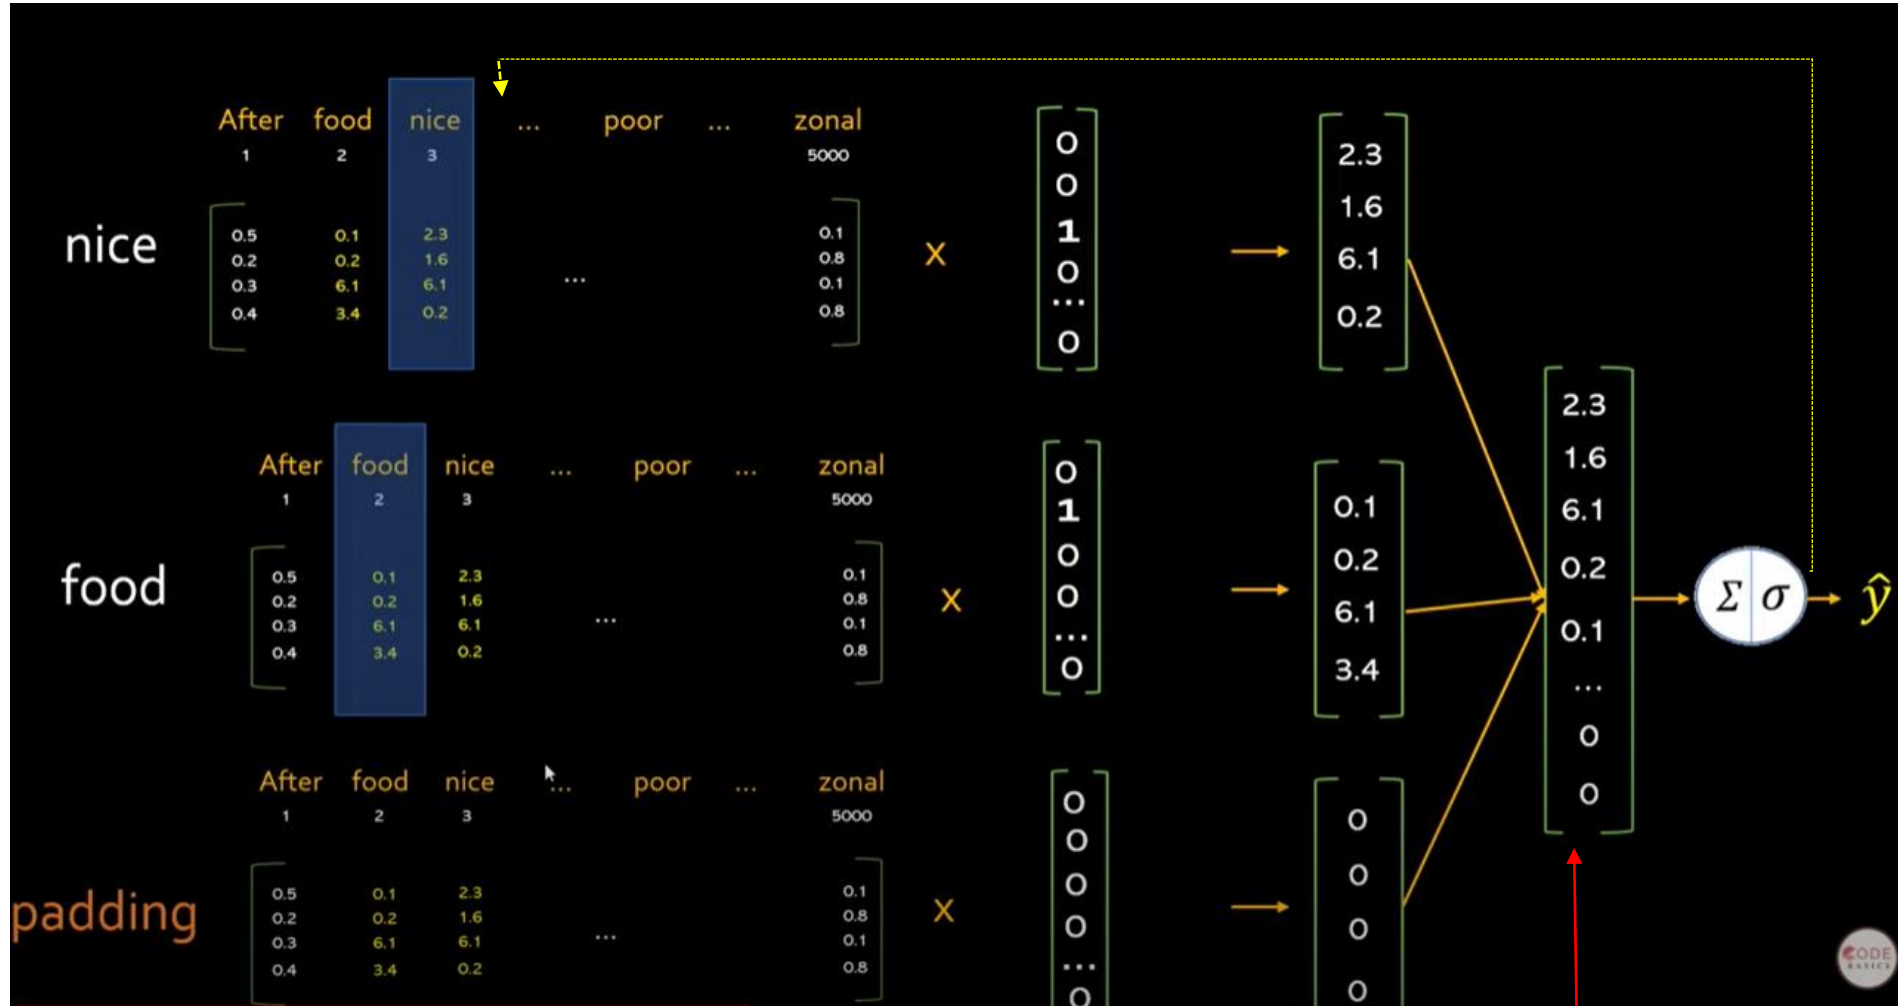 After food nice ... poor ... zonal
1 2 3 5000
nice
0.5 0.1 2.3 0.1
0.2 0.2 1.6 0.8
0.3 6.1 6.1 ... 0.1
0.4 3.4 0.2 0.8
X
0
0
1
0
...
0
2.3
1.6
6.1
0.2
After food nice ... poor ... zonal
1 2 3 5000
food
0.5 0.1 2.3 0.1
0.2 0.2 1.6 0.8
0.3 6.1 6.1 ... 0.1
0.4 3.4 0.2 0.8
X
0
1
0
0
...
0
0.1
0.2
6.1
3.4
After food nice ... poor ... zonal
1 2 3 5000
padding
0.5 0.1 2.3 0.1
0.2 0.2 1.6 0.8
0.3 6.1 6.1 ... 0.1
0.4 3.4 0.2 0.8
X
0
0
0
0
...
0
0
0
0
0
2.3
1.6
6.1
0.2
0.1
...
0
0
Σ σ
ŷ
CODE
BASICS